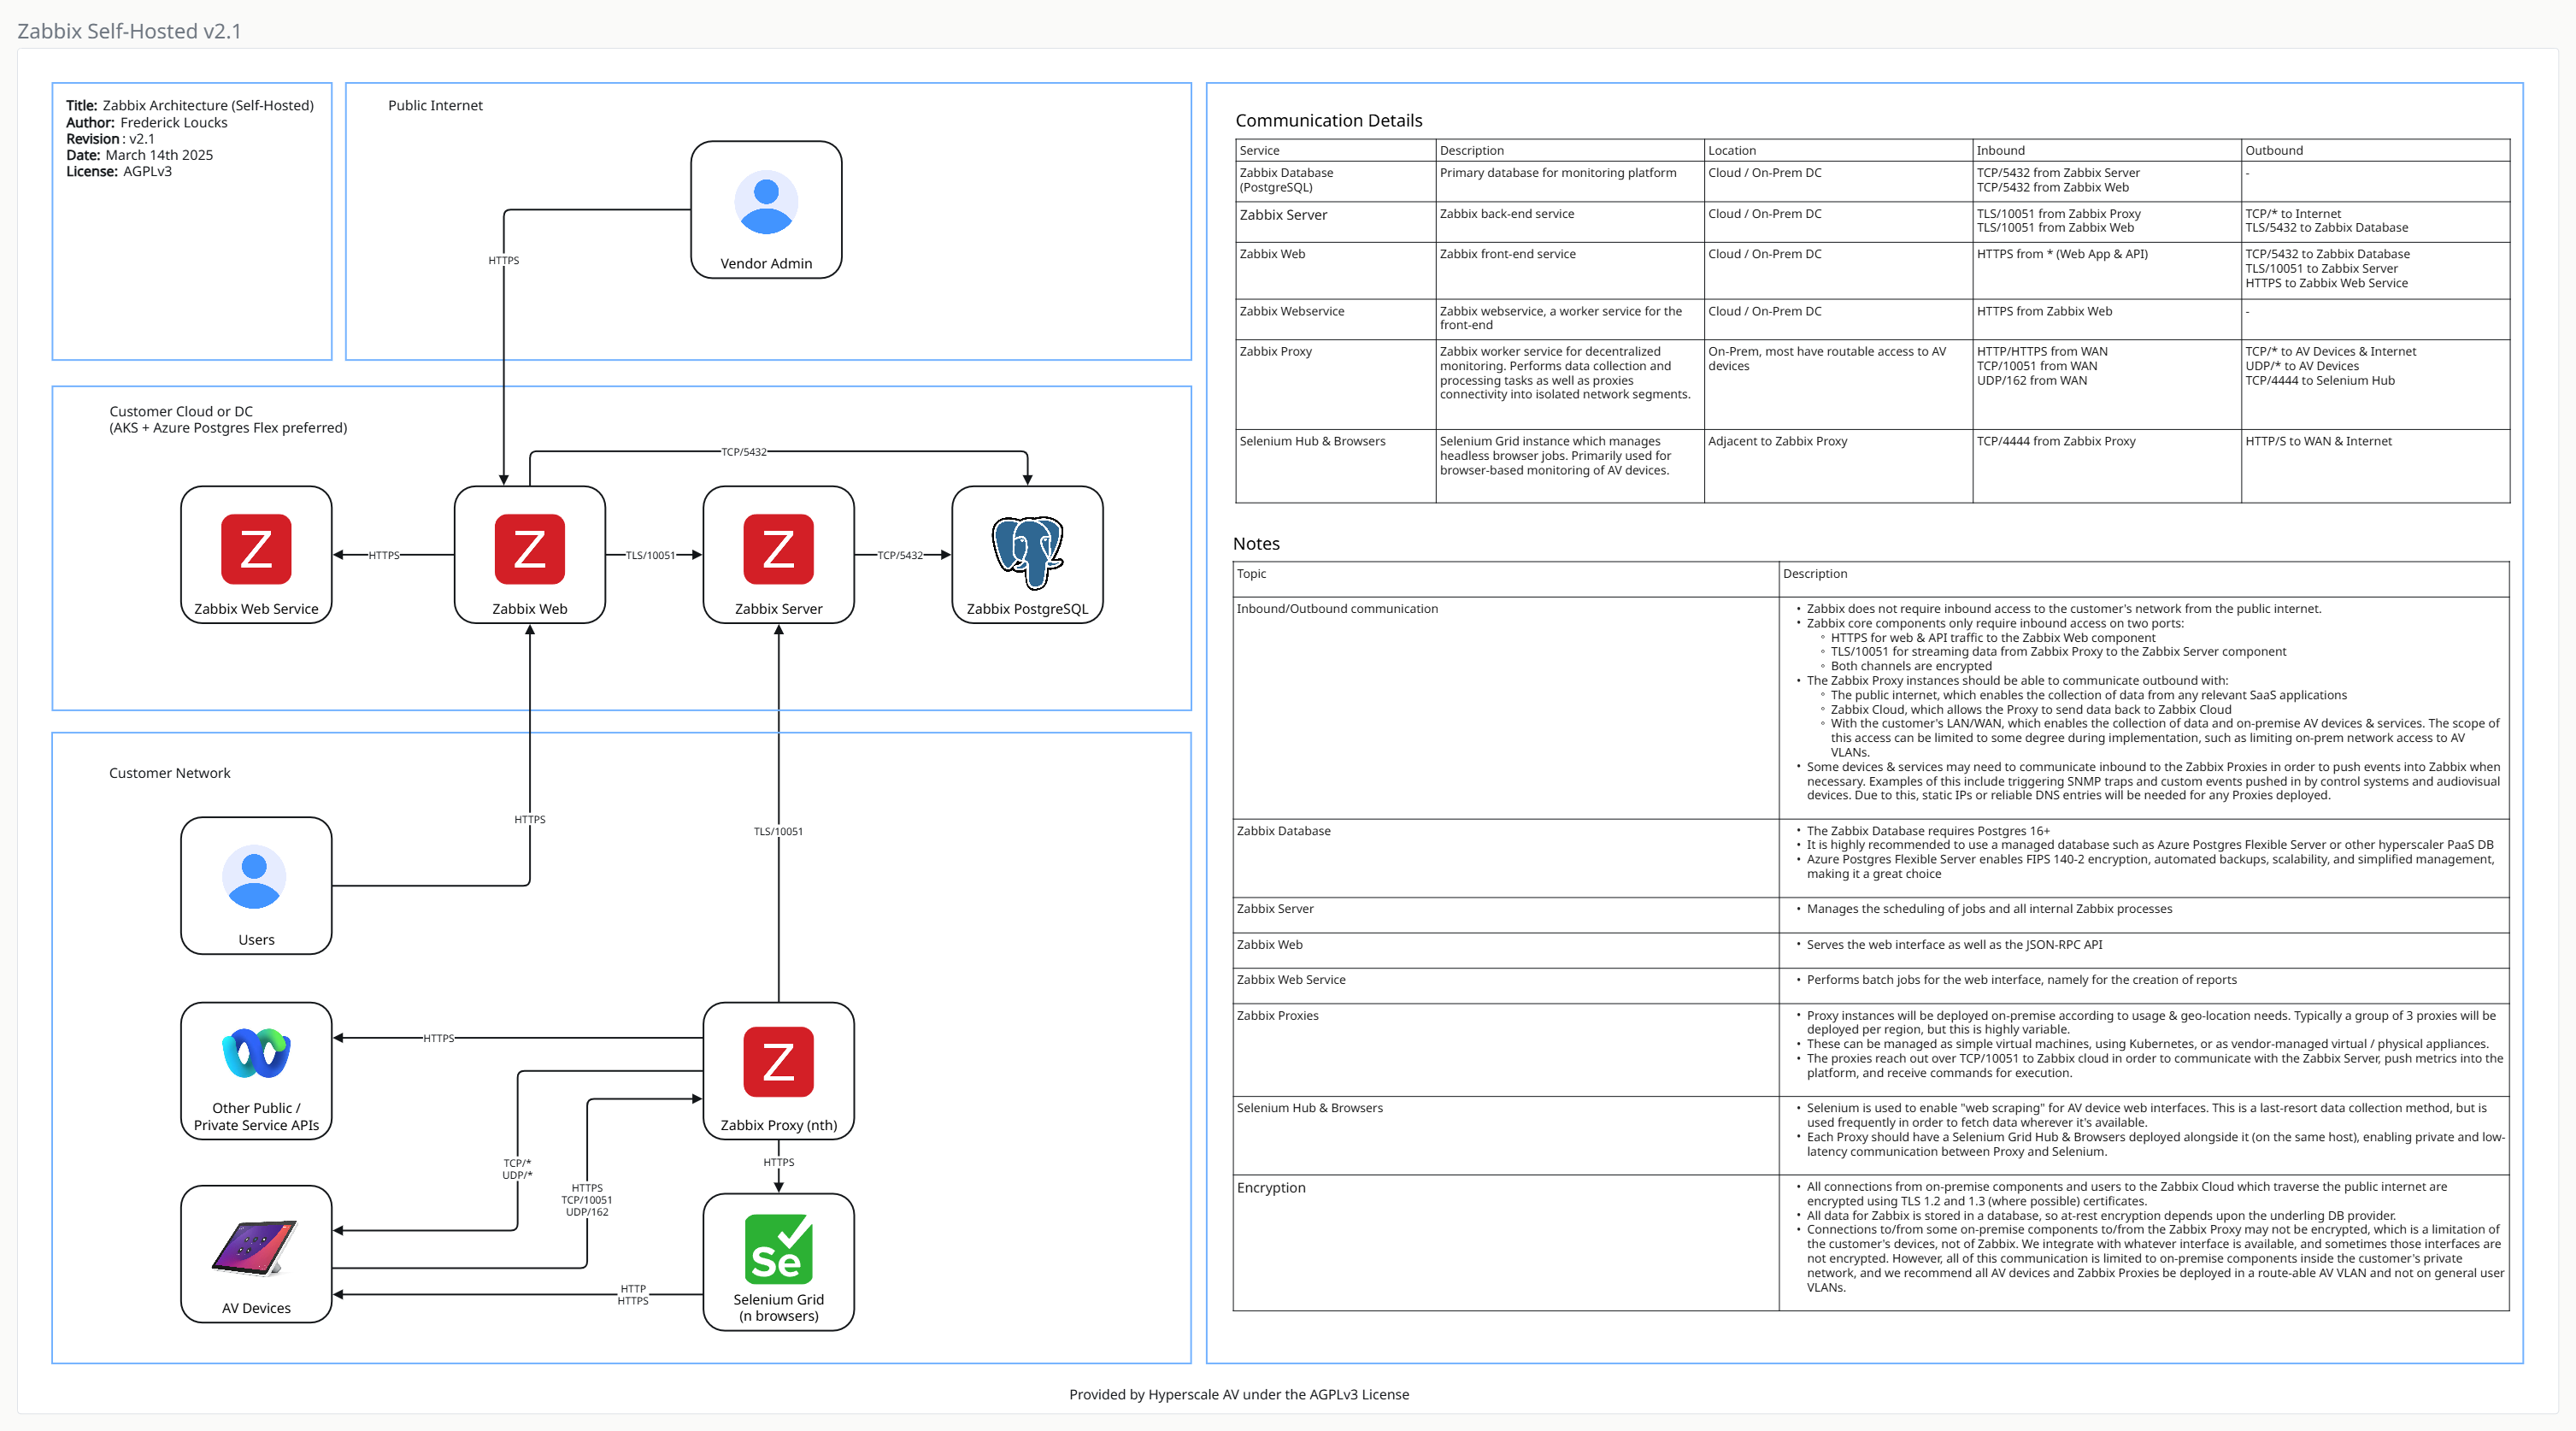 Zabbix Self-Hosted v2.1
Title: Zabbix Architecture (Self-Hosted)
Author: Frederick Loucks
Revision : v2.1
Date: March 14th 2025
License: AGPLv3
Public Internet
Vendor Admin
HTTPS
Customer Cloud or DC
(AKS + Azure Postgres Flex preferred)
TCP/5432
Z
Z
Z
HTTPS
TLS/10051
TCP/5432
Zabbix Web Service
Zabbix Web
Zabbix Server
Zabbix PostgreSQL
Customer Network
HTTPS
TLS/10051
Users
HTTPS
Z
Other Public /
Private Service APIs
Zabbix Proxy (nth)
TCP/*
UDP/*
HTTPS
HTTPS
TCP/10051
UDP/162
Se
HTTP
HTTPS
AV Devices
Selenium Grid
(n browsers)
Communication Details
Service
Description
Location
Inbound
Outbound
Zabbix Database
(PostgreSQL)
Primary database for monitoring platform
Cloud / On-Prem DC
TCP/5432 from Zabbix Server
TCP/5432 from Zabbix Web
-
Zabbix Server
Zabbix back-end service
Cloud / On-Prem DC
TLS/10051 from Zabbix Proxy
TLS/10051 from Zabbix Web
TCP/* to Internet
TLS/5432 to Zabbix Database
Zabbix Web
Zabbix front-end service
Cloud / On-Prem DC
HTTPS from * (Web App & API)
TCP/5432 to Zabbix Database
TLS/10051 to Zabbix Server
HTTPS to Zabbix Web Service
Zabbix Webservice
Zabbix webservice, a worker service for the
front-end
Cloud / On-Prem DC
HTTPS from Zabbix Web
-
Zabbix Proxy
Zabbix worker service for decentralized
monitoring. Performs data collection and
processing tasks as well as proxies
connectivity into isolated network segments.
On-Prem, most have routable access to AV
devices
HTTP/HTTPS from WAN
TCP/10051 from WAN
UDP/162 from WAN
TCP/* to AV Devices & Internet
UDP/* to AV Devices
TCP/4444 to Selenium Hub
Selenium Hub & Browsers
Selenium Grid instance which manages
headless browser jobs. Primarily used for
browser-based monitoring of AV devices.
Adjacent to Zabbix Proxy
TCP/4444 from Zabbix Proxy
HTTP/S to WAN & Internet
Notes
Topic
Description
Inbound/Outbound communication
• Zabbix does not require inbound access to the customer's network from the public internet.
• Zabbix core components only require inbound access on two ports:
◦ HTTPS for web & API traffic to the Zabbix Web component
◦ TLS/10051 for streaming data from Zabbix Proxy to the Zabbix Server component
◦ Both channels are encrypted
• The Zabbix Proxy instances should be able to communicate outbound with:
◦ The public internet, which enables the collection of data from any relevant SaaS applications
◦ Zabbix Cloud, which allows the Proxy to send data back to Zabbix Cloud
◦ With the customer's LAN/WAN, which enables the collection of data and on-premise AV devices & services. The scope of
this access can be limited to some degree during implementation, such as limiting on-prem network access to AV
VLANs.
• Some devices & services may need to communicate inbound to the Zabbix Proxies in order to push events into Zabbix when
necessary. Examples of this include triggering SNMP traps and custom events pushed in by control systems and audiovisual
devices. Due to this, static IPs or reliable DNS entries will be needed for any Proxies deployed.
Zabbix Database
• The Zabbix Database requires Postgres 16+
• It is highly recommended to use a managed database such as Azure Postgres Flexible Server or other hyperscaler PaaS DB
• Azure Postgres Flexible Server enables FIPS 140-2 encryption, automated backups, scalability, and simplified management,
making it a great choice
Zabbix Server
• Manages the scheduling of jobs and all internal Zabbix processes
Zabbix Web
• Serves the web interface as well as the JSON-RPC API
Zabbix Web Service
• Performs batch jobs for the web interface, namely for the creation of reports
Zabbix Proxies
• Proxy instances will be deployed on-premise according to usage & geo-location needs. Typically a group of 3 proxies will be
deployed per region, but this is highly variable.
• These can be managed as simple virtual machines, using Kubernetes, or as vendor-managed virtual / physical appliances.
• The proxies reach out over TCP/10051 to Zabbix cloud in order to communicate with the Zabbix Server, push metrics into the
platform, and receive commands for execution.
Selenium Hub & Browsers
• Selenium is used to enable "web scraping" for AV device web interfaces. This is a last-resort data collection method, but is
used frequently in order to fetch data wherever it's available.
• Each Proxy should have a Selenium Grid Hub & Browsers deployed alongside it (on the same host), enabling private and low-
latency communication between Proxy and Selenium.
Encryption
• All connections from on-premise components and users to the Zabbix Cloud which traverse the public internet are
encrypted using TLS 1.2 and 1.3 (where possible) certificates.
• All data for Zabbix is stored in a database, so at-rest encryption depends upon the underling DB provider.
• Connections to/from some on-premise components to/from the Zabbix Proxy may not be encrypted, which is a limitation of
the customer's devices, not of Zabbix. We integrate with whatever interface is available, and sometimes those interfaces are
not encrypted. However, all of this communication is limited to on-premise components inside the customer's private
network, and we recommend all AV devices and Zabbix Proxies be deployed in a route-able AV VLAN and not on general user
VLANs.
Provided by Hyperscale AV under the AGPLv3 License